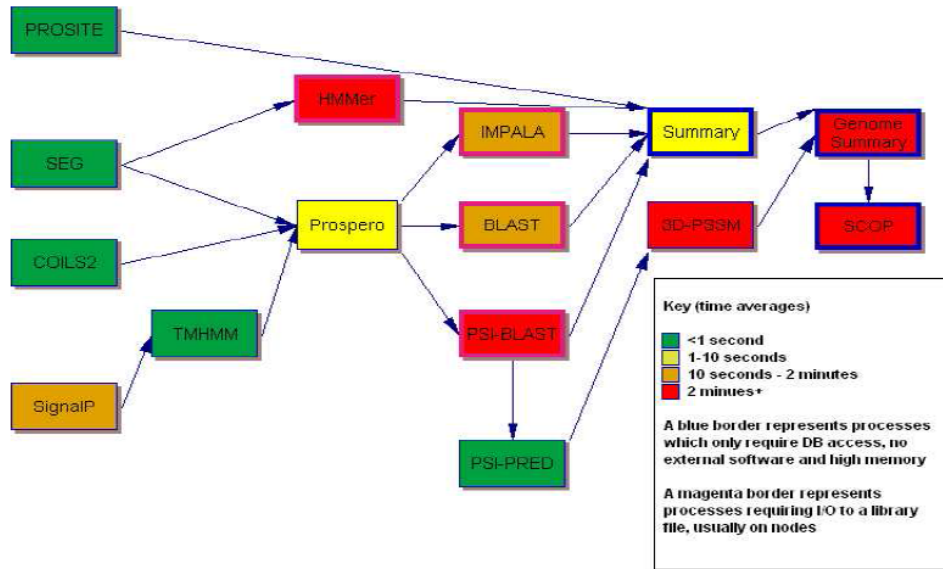 PROSITE
HMMer
IMPALA
Summary
Genome
Summary
SEG
Prospero
BLAST
3D-PSSM
SCOP
COILS2
TMHMM
PSI-BLAST
SignalP
PSI-PRED
Key (time averages)
<1 second
1-10 seconds
10 seconds - 2 minutes
2 minues+
A blue border represents processes
which only require DB access, no
external software and high memory
A magenta border represents
processes requiring I/O to a library
file, usually on nodes